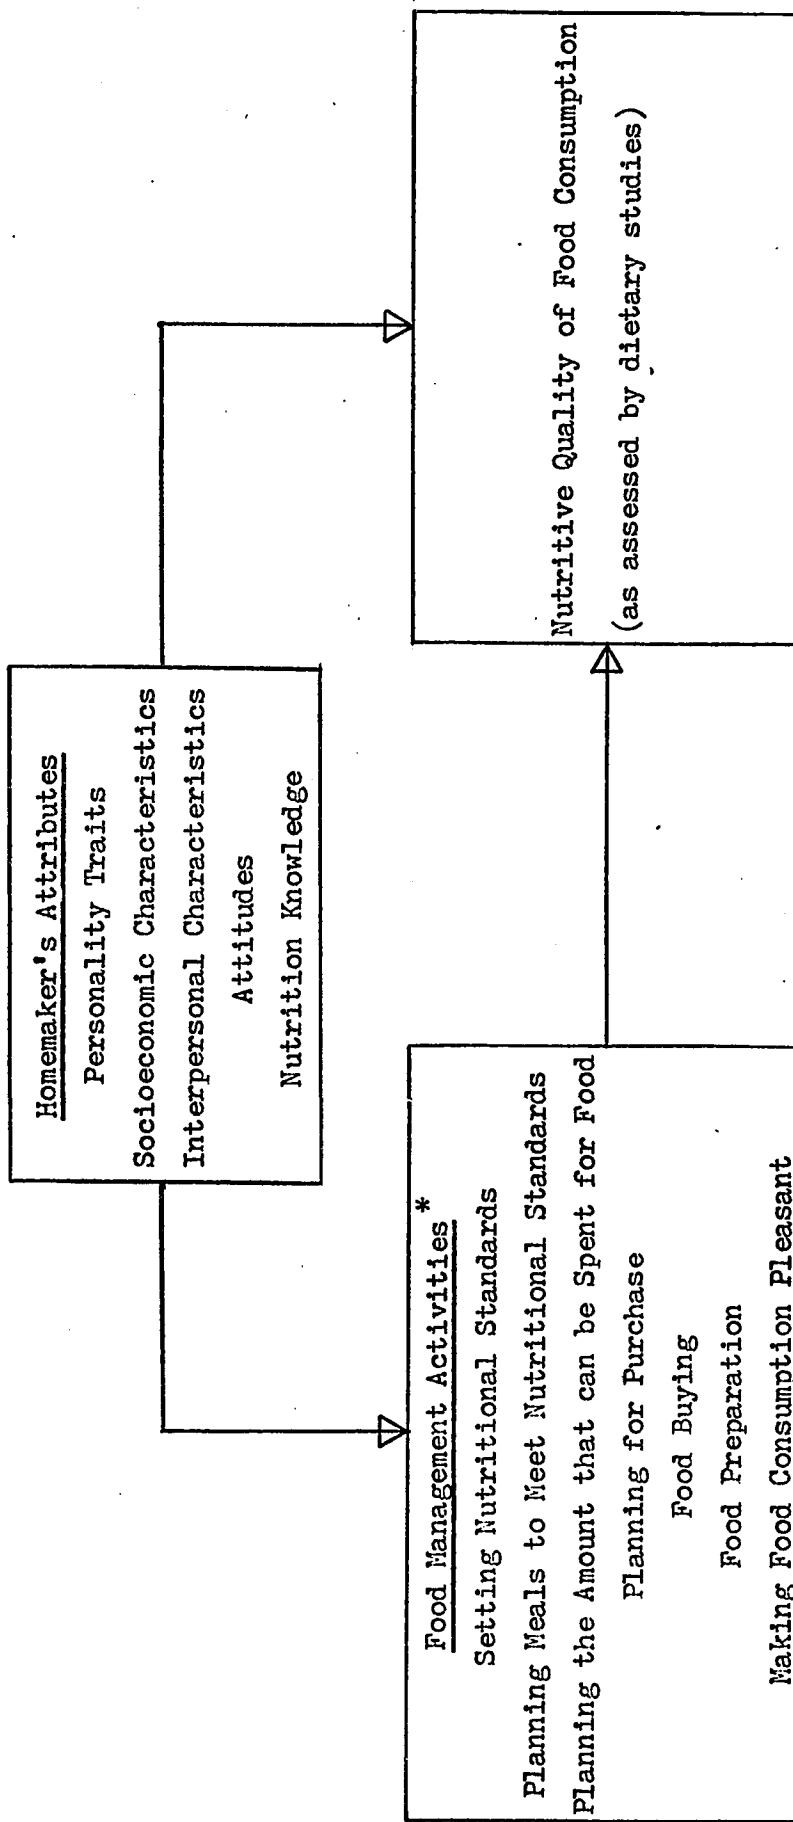 Homemaker's Attributes
Personality Traits
Socioeconomic Characteristics
Interpersonal Characteristics
Attitudes
Nutrition Knowledge
Food Management Activities*
Setting Nutritional Standards
Planning Meals to Meet Nutritional Standards
Planning the Amount that can be Spent for Food
Planning for Purchase
Food Buying
Food Preparation
Making Food Consumption Pleasant
Nutritive Quality of Food Consumption
(as assessed by dietary studies)